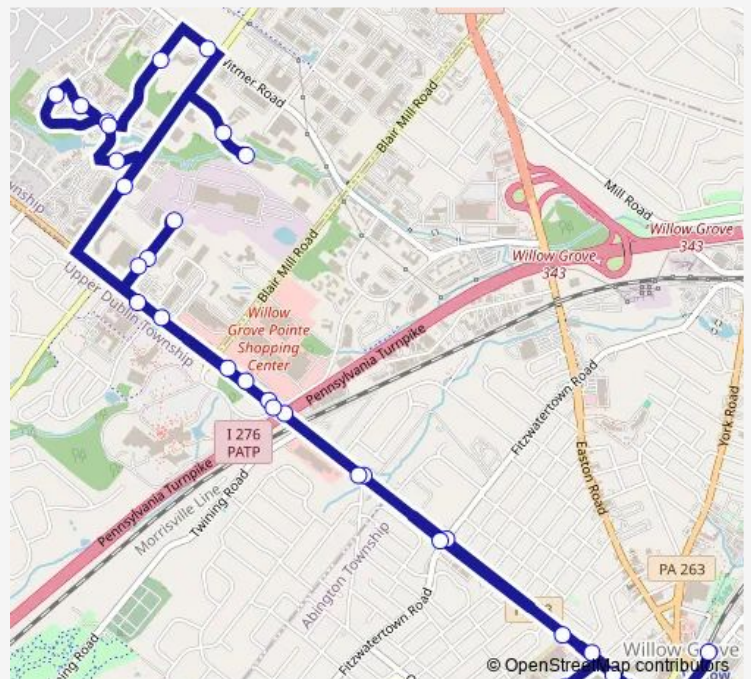 Witmer Road
Blair Mill Road
Mill Road
Willow Grove
343
Willow Grove
343
Blair Mill Road
Upper Dublin Township
Willow
Grove Pointe
Shopping
Center
Pennsylvania Turnpike
I 276
PATP
Pennsylvania Turnpike
Morrisville Line
Twining Road
Fitzwatertown Road
Easton Road
York Road
Abington Township
PA 263
Fitzwatertown Road
Willow Grove
© OpenStreetMap contributors